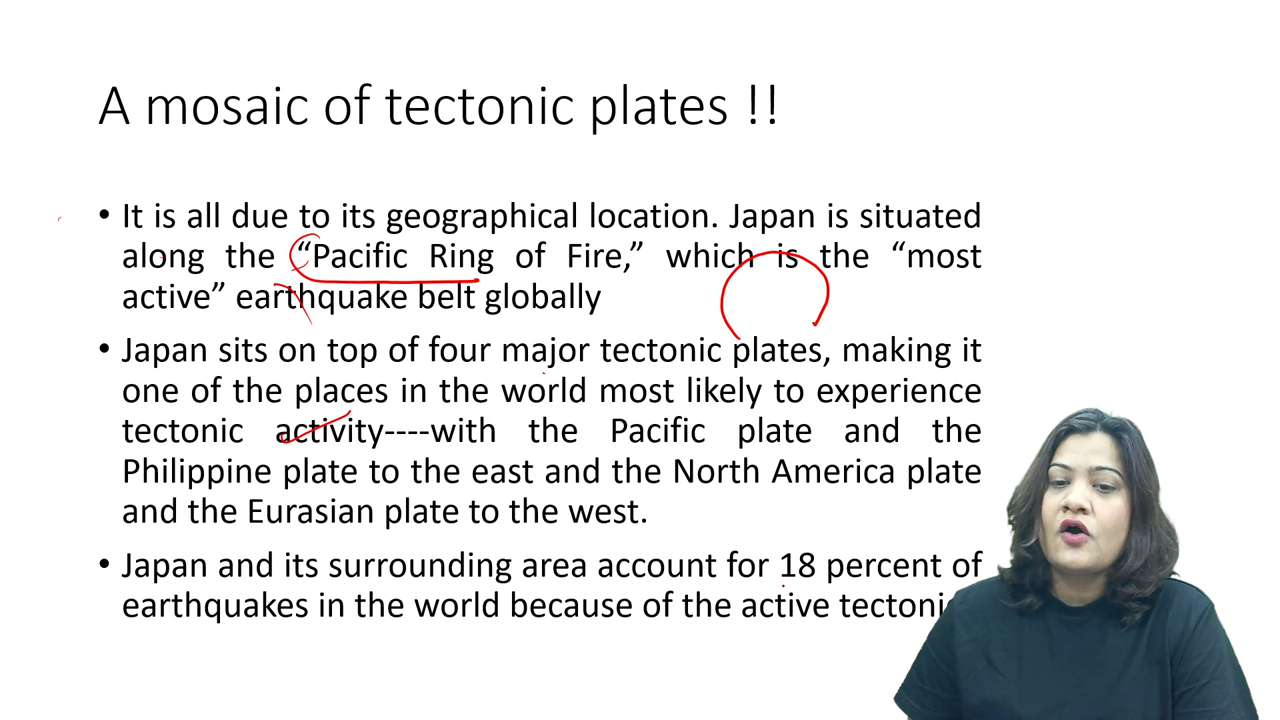 A mosaic of tectonic plates !!
• It is all due to its geographical location. Japan is situated
along the “Pacific Ring of Fire,” which is the “most
active” earthquake belt globally
• Japan sits on top of four major tectonic plates, making it
one of the places in the world most likely to experience
tectonic activity----with the Pacific plate and the
Philippine plate to the east and the North America plate
and the Eurasian plate to the west.
• Japan and its surrounding area account for 18 percent of
earthquakes in the world because of the active